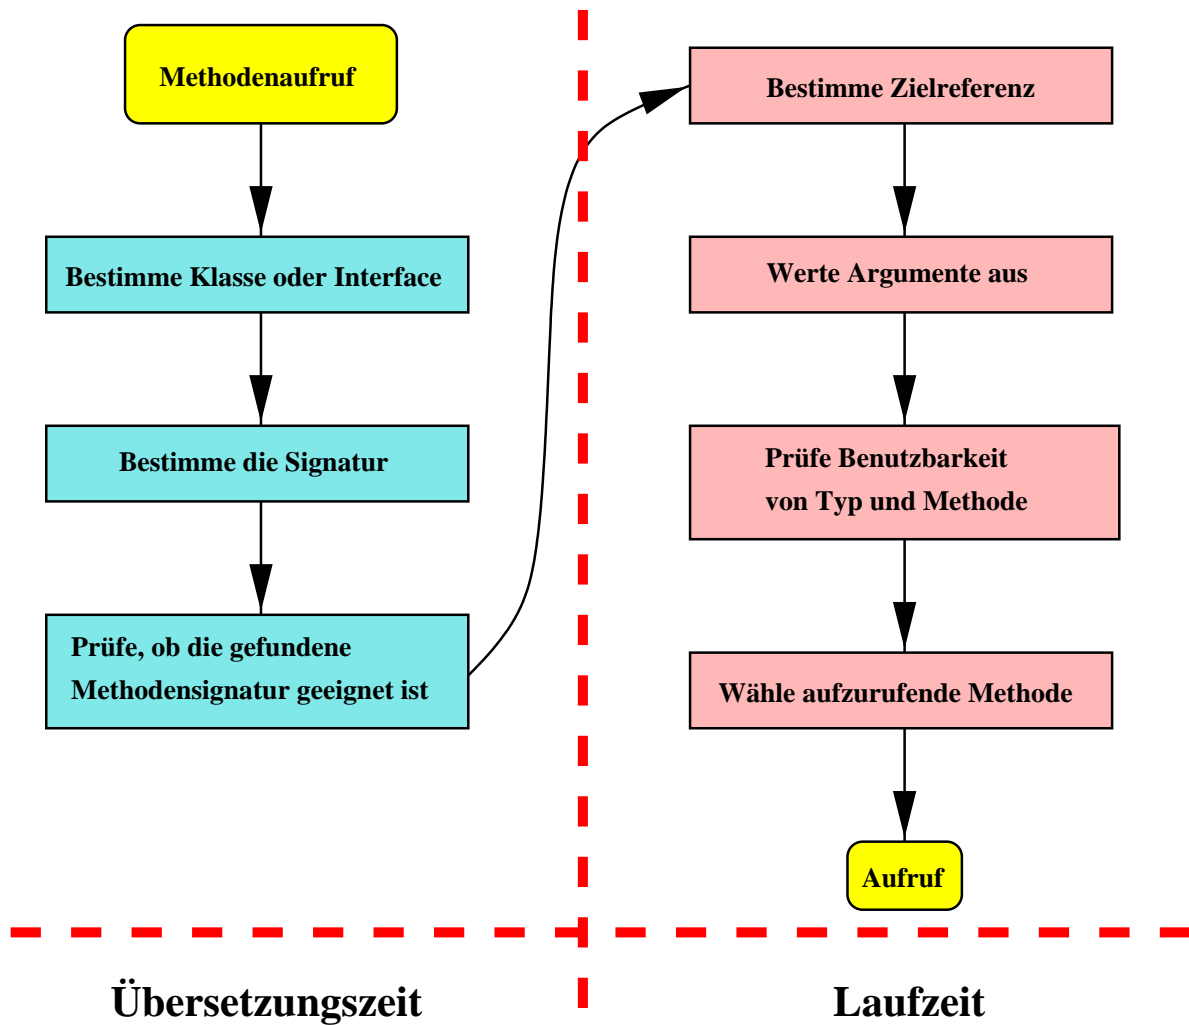 Methodenaufruf
Bestimme Klasse oder Interface
Bestimme die Signatur
Prüfe, ob die gefundene
Methodensignatur geeignet ist
Bestimme Zielreferenz
Werte Argumente aus
Prüfe Benutzbarkeit
von Typ und Methode
Wähle aufzurufende Methode
Aufruf
Übersetzungszeit
Laufzeit